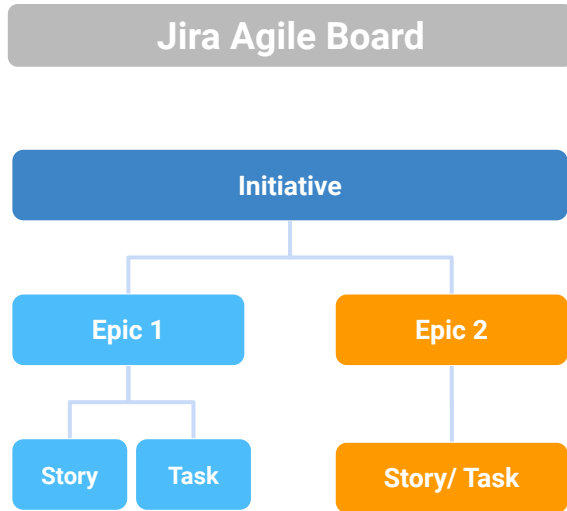 Jira Agile Board
Initiative
Epic 1
Epic 2
Story
Task
Story/ Task